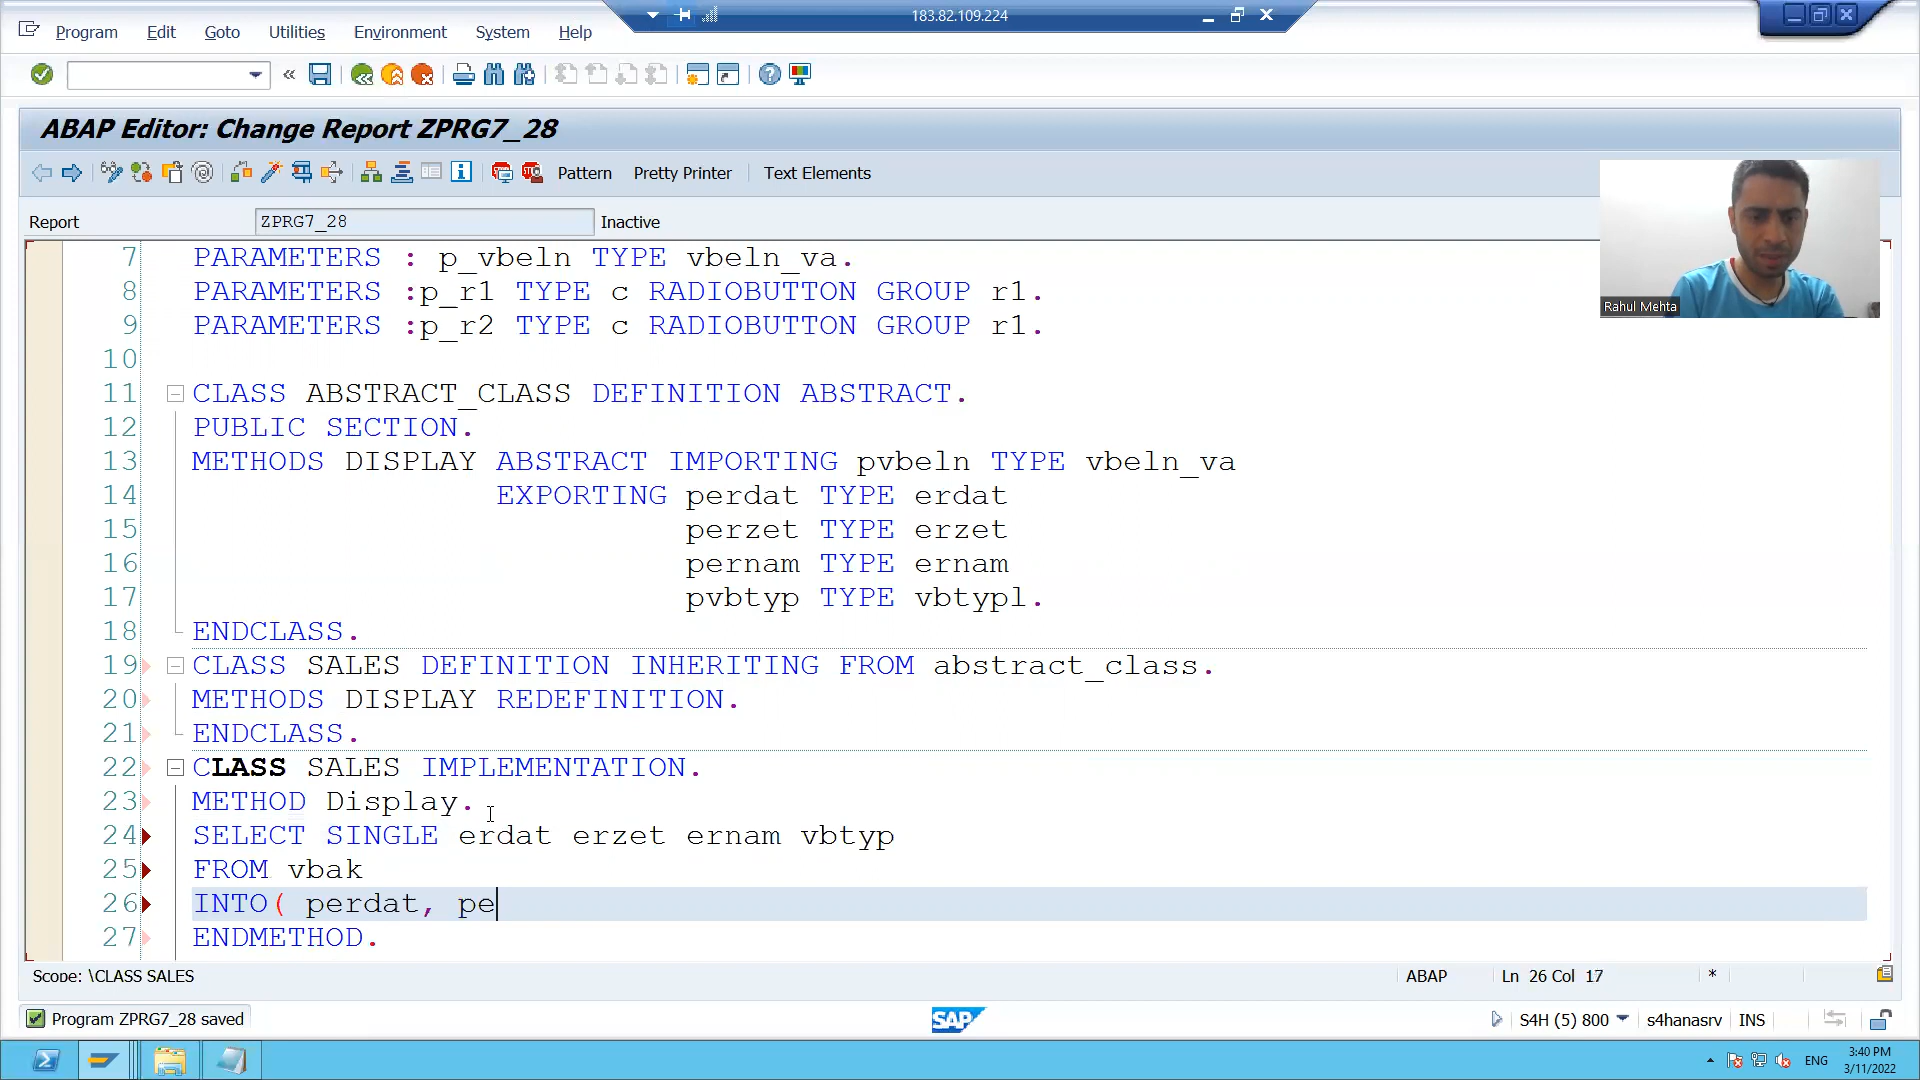 183.82.109.224
Program Edit Goto Utilities Environment System Help
ABAP Editor: Change Report ZPRG7_28
Pattern Pretty Printer Text Elements
Report ZPRG7_28 Inactive
7 PARAMETERS : p_vbeln TYPE vbeln_va.
8 PARAMETERS :p_r1 TYPE c RADIOBUTTON GROUP r1.
9 PARAMETERS :p_r2 TYPE c RADIOBUTTON GROUP r1.
10
11 CLASS ABSTRACT_CLASS DEFINITION ABSTRACT.
12 PUBLIC SECTION.
13 METHODS DISPLAY ABSTRACT IMPORTING pvbeln TYPE vbeln_va
14 EXPORTING perdat TYPE erdat
15 perzet TYPE erzet
16 pernam TYPE ernam
17 pvbtyp TYPE vbtypl.
18 ENDCLASS.
19 CLASS SALES DEFINITION INHERITING FROM abstract_class.
20 METHODS DISPLAY REDEFINITION.
21 ENDCLASS.
22 CLASS SALES IMPLEMENTATION.
23 METHOD Display.
24 SELECT SINGLE erdat erzet ernam vbtyp
25 FROM vbak
26 INTO( perdat, pe
27 ENDMETHOD.
Rahul Mehta
Scope: \CLASS SALES ABAP Ln 26 Col 17 *
Program ZPRG7_28 saved SAP S4H (5) 800 s4hanasrv INS
ENG 3:40 PM
3/11/2022